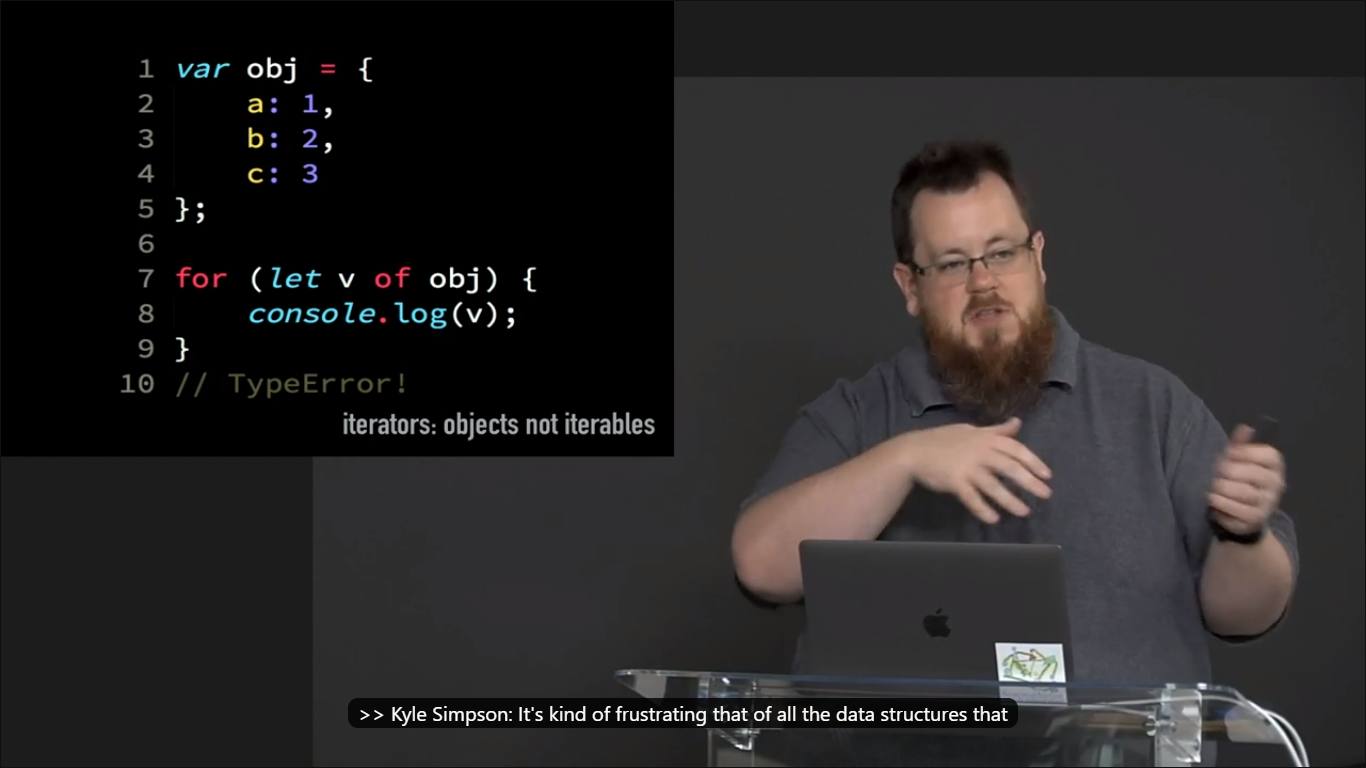 1 var obj = {
2     a: 1,
3     b: 2,
4     c: 3
5 };
6
7 for (let v of obj) {
8     console.log(v);
9 }
10 // TypeError!
iterators: objects not iterables
>> Kyle Simpson: It's kind of frustrating that of all the data structures that